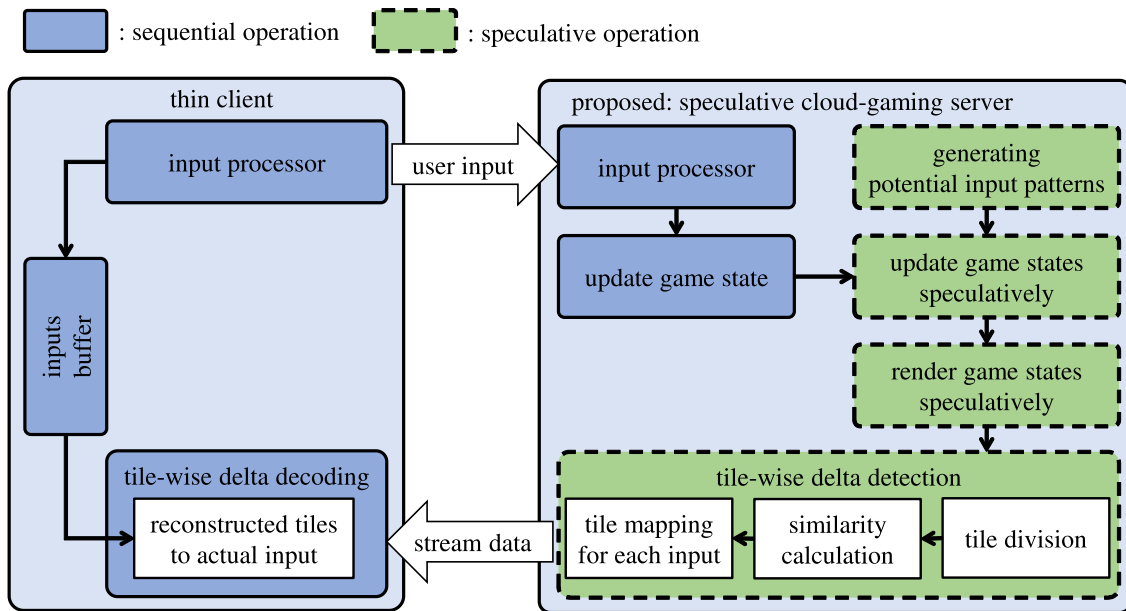 : sequential operation
: speculative operation
thin client
input processor
inputs
buffer
tile-wise delta decoding
reconstructed tiles
to actual input
user input
stream data
proposed: speculative cloud-gaming server
input processor
update game state
generating
potential input patterns
update game states
speculatively
render game states
speculatively
tile-wise delta detection
tile mapping
for each input
similarity
calculation
tile division